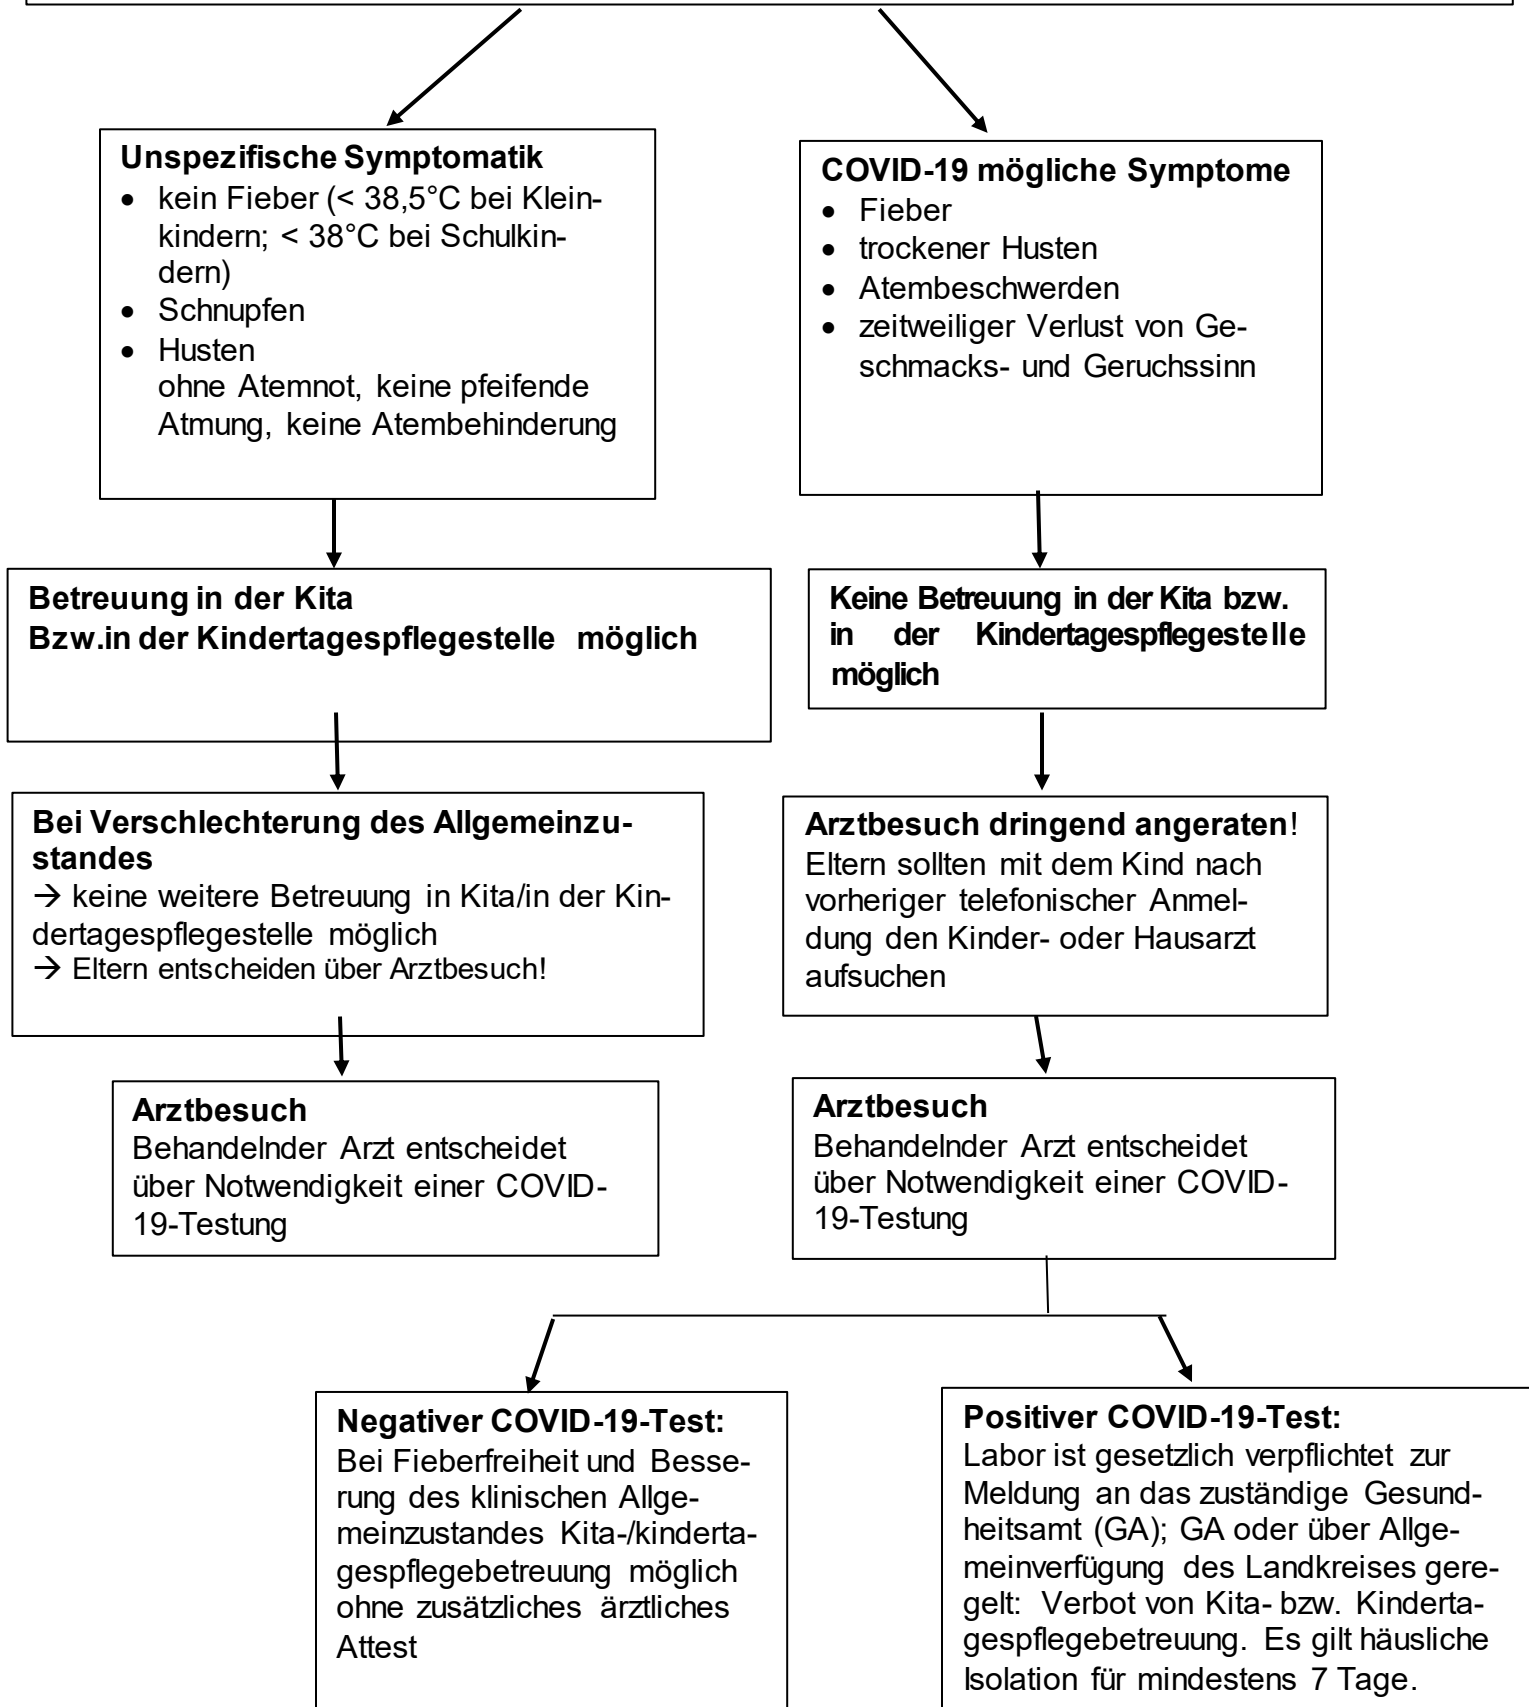 Unspezifische Symptomatik
• kein Fieber (< 38,5°C bei Klein-
kindern; < 38°C bei Schulkin-
dern)
• Schnupfen
• Husten
ohne Atemnot, keine pfeifende
Atmung, keine Atembehinderung
COVID-19 mögliche Symptome
• Fieber
• trockener Husten
• Atembeschwerden
• zeitweiliger Verlust von Ge-
schmacks- und Geruchssinn
Betreuung in der Kita
Bzw.in der Kindertagespflegestelle möglich
Keine Betreuung in der Kita bzw.
in der Kindertagespflegestelle
möglich
Bei Verschlechterung des Allgemeinzu-
standes
→ keine weitere Betreuung in Kita/in der Kin-
dertagespflegestelle möglich
→ Eltern entscheiden über Arztbesuch!
Arztbesuch dringend angeraten!
Eltern sollten mit dem Kind nach
vorheriger telefonischer Anmel-
dung den Kinder- oder Hausarzt
aufsuchen
Arztbesuch
Behandelnder Arzt entscheidet
über Notwendigkeit einer COVID-
19-Testung
Arztbesuch
Behandelnder Arzt entscheidet
über Notwendigkeit einer COVID-
19-Testung
Negativer COVID-19-Test:
Bei Fieberfreiheit und Besse-
rung des klinischen Allge-
meinzustandes Kita-/kinderta-
gespflegebetreuung möglich
ohne zusätzliches ärztliches
Attest
Positiver COVID-19-Test:
Labor ist gesetzlich verpflichtet zur
Meldung an das zuständige Gesund-
heitsamt (GA); GA oder über Allge-
meinverfügung des Landkreises gere-
gelt: Verbot von Kita- bzw. Kinderta-
gespflegebetreuung. Es gilt häusliche
Isolation für mindestens 7 Tage.